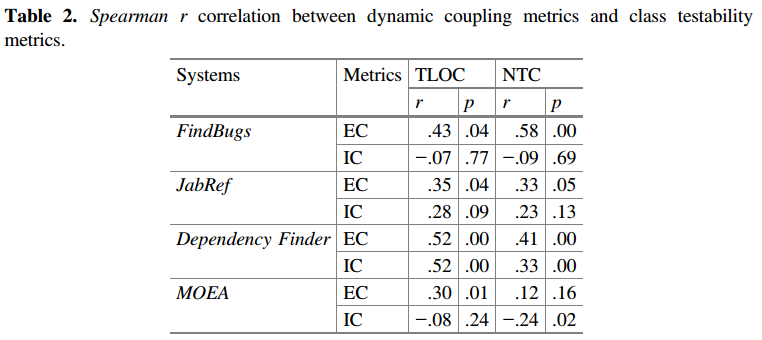 Table 2. Spearman r correlation between dynamic coupling metrics and class testability
metrics.
Systems Metrics TLOC NTC
r p r p
FindBugs EC .43 .04 .58 .00
IC −.07 .77 −.09 .69
JabRef EC .35 .04 .33 .05
IC .28 .09 .23 .13
Dependency Finder EC .52 .00 .41 .00
IC .52 .00 .33 .00
MOEA EC .30 .01 .12 .16
IC −.08 .24 −.24 .02